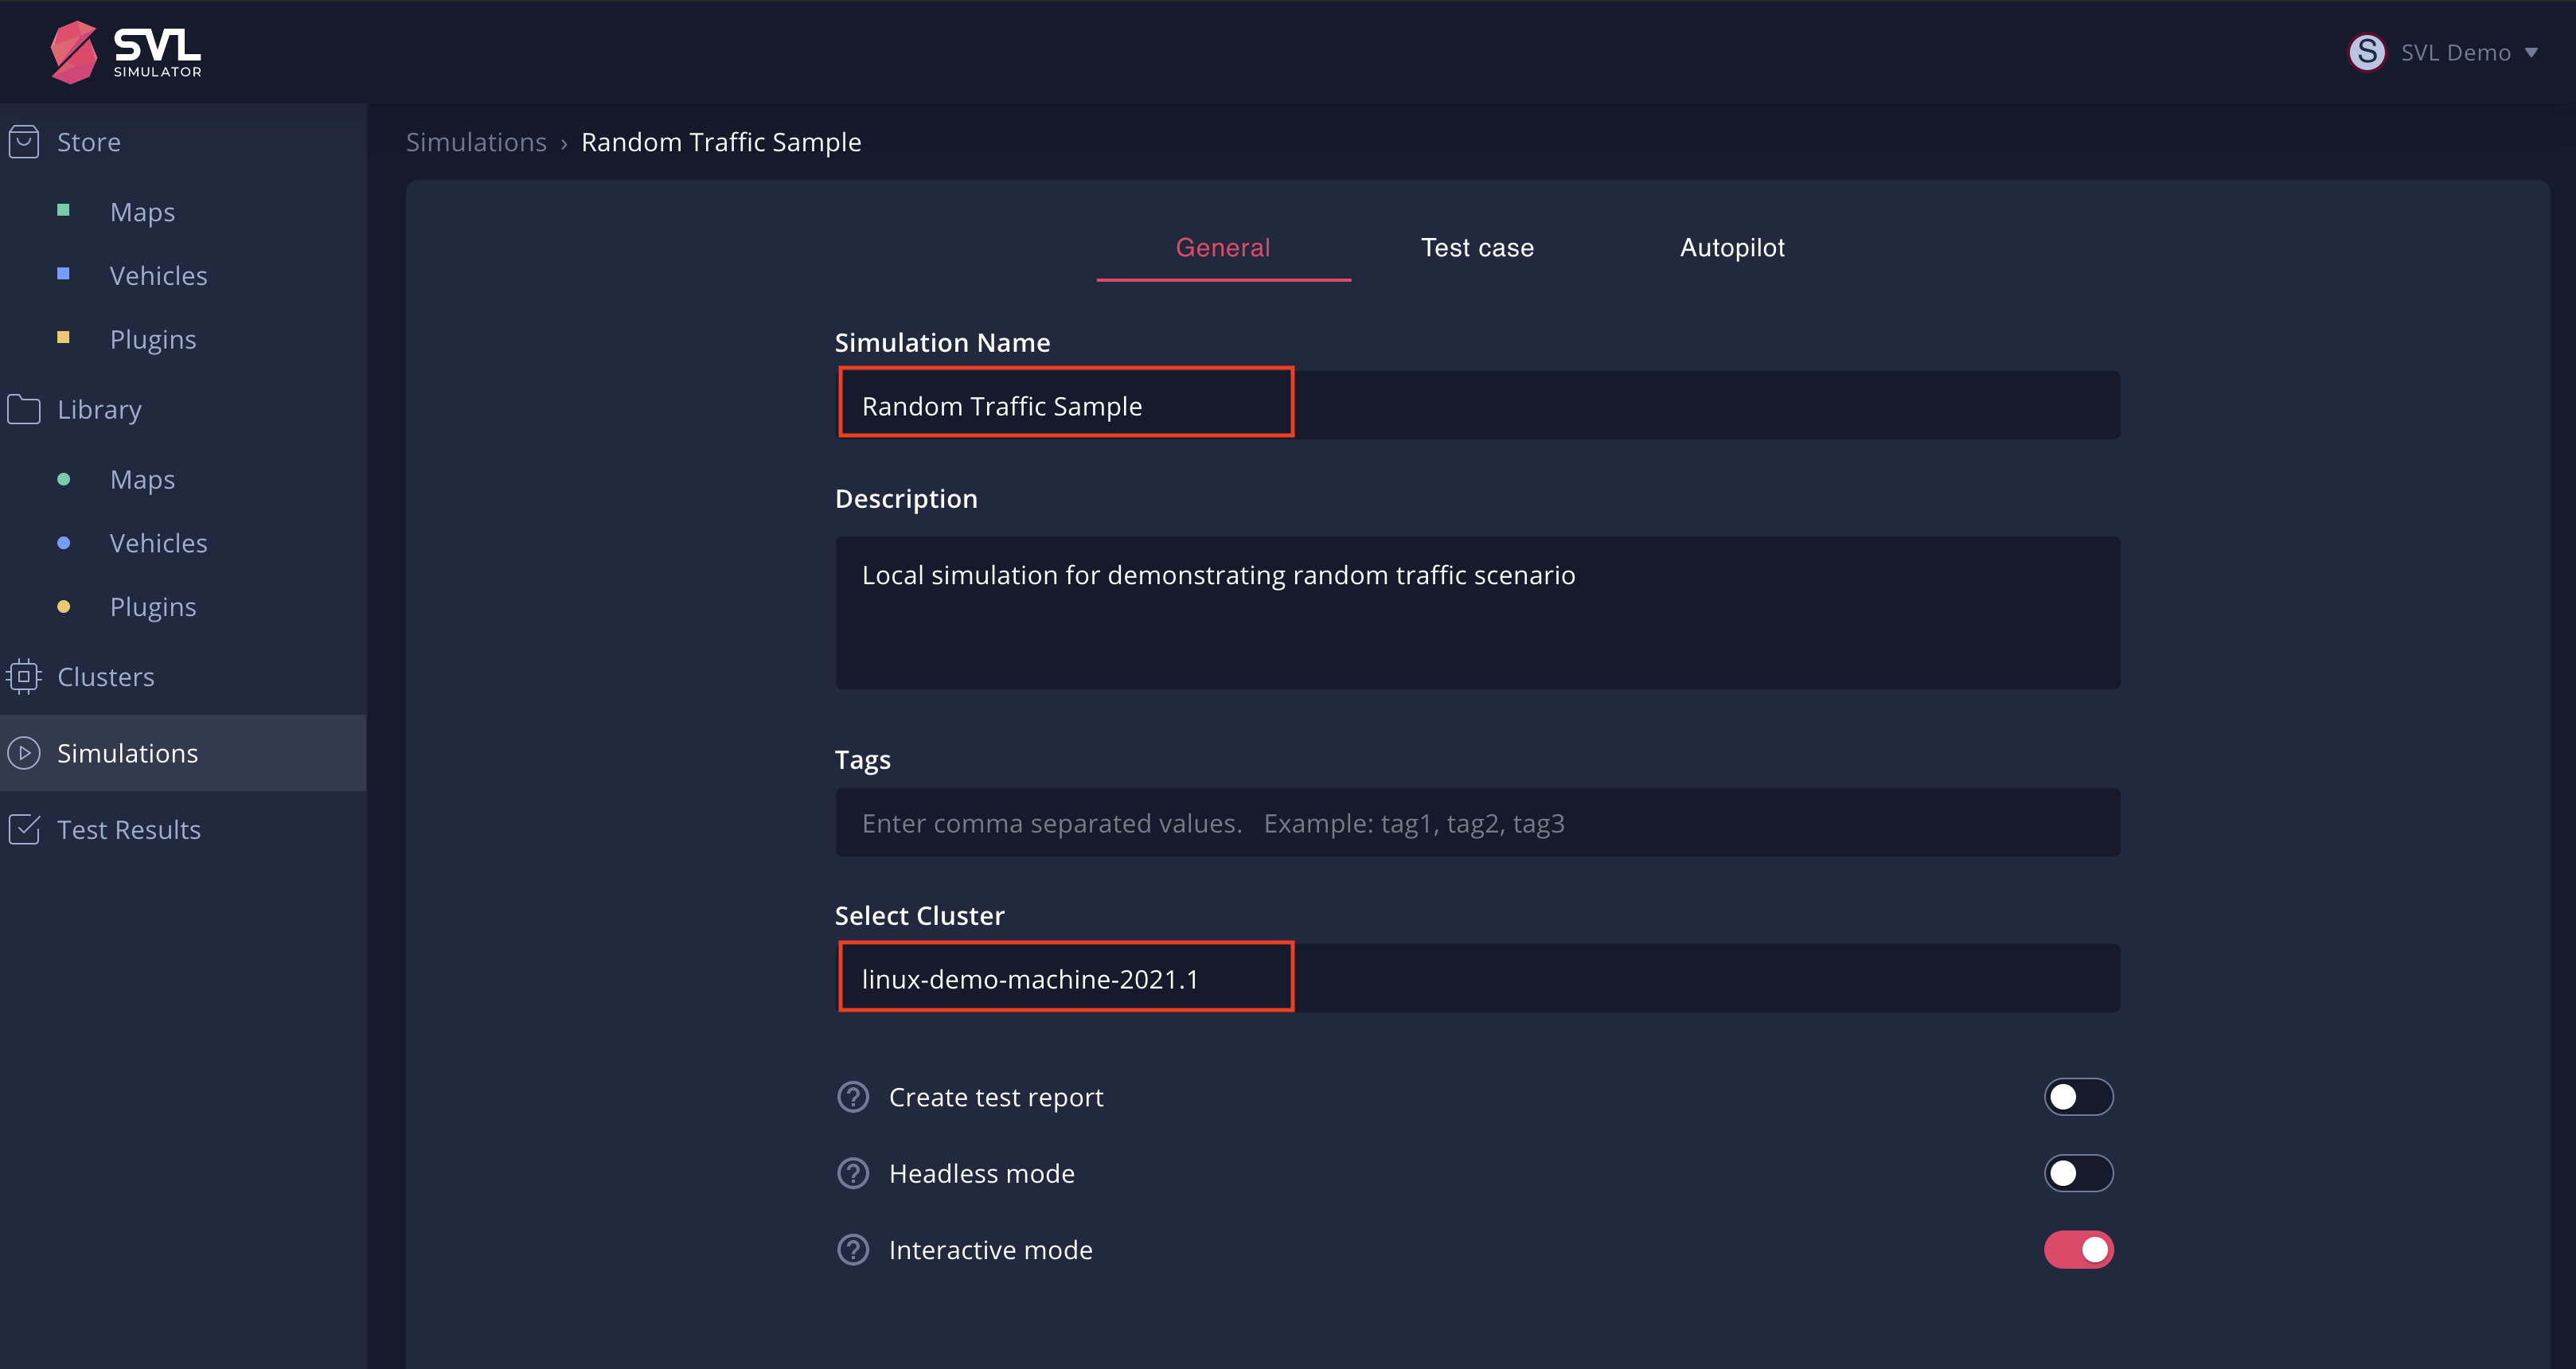 SVL
SIMULATOR
S SVL Demo
Store
Maps
Vehicles
Plugins
Library
Maps
Vehicles
Plugins
Clusters
Simulations
Test Results
Simulations › Random Traffic Sample
General Test case Autopilot
Simulation Name
Random Traffic Sample
Description
Local simulation for demonstrating random traffic scenario
Tags
Enter comma separated values. Example: tag1, tag2, tag3
Select Cluster
linux-demo-machine-2021.1
? Create test report
? Headless mode
? Interactive mode